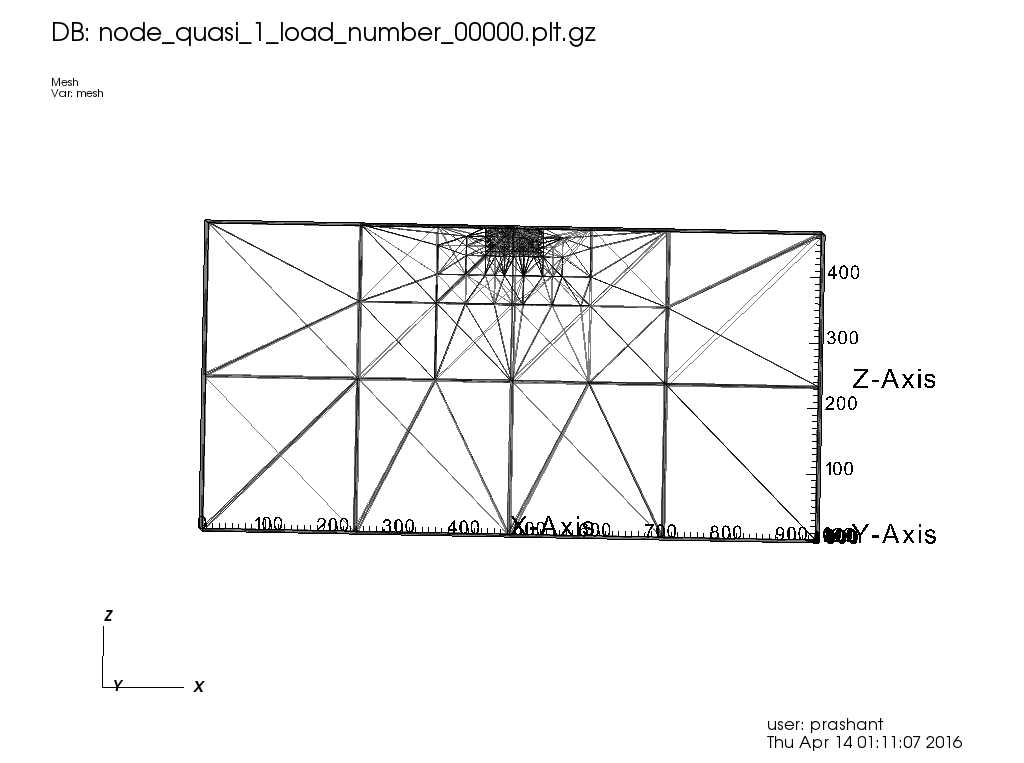 DB: node_quasi_1_load_number_00000.plt.gz
Mesh
Var: mesh
400
300
Z-Axis
200
100
0 100 200 300 400 X-Axis 700 800 900
Y-Axis
Z
Y X
user: prashant
Thu Apr 14 01:11:07 2016